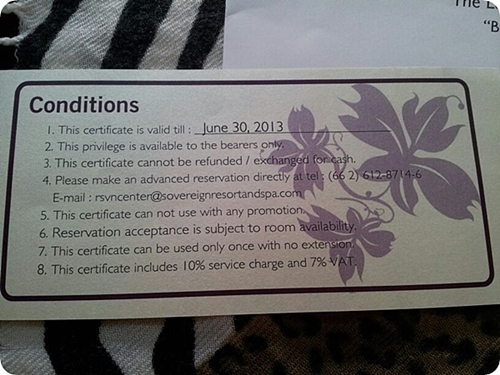 The
"B
Conditions
1. This certificate is valid till : June 30, 2013
2. This privilege is available to the bearers only.
3. This certificate cannot be refunded / exchanged for cash.
4. Please make an advanced reservation directly at tel : (66 2) 612-8714-6
E-mail : rsvncenter@sovereignresortandspa.com
5. This certificate can not use with any promotion.
6. Reservation acceptance is subject to room availability.
7. This certificate can be used only once with no extension.
8. This certificate includes 10% service charge and 7% VAT.